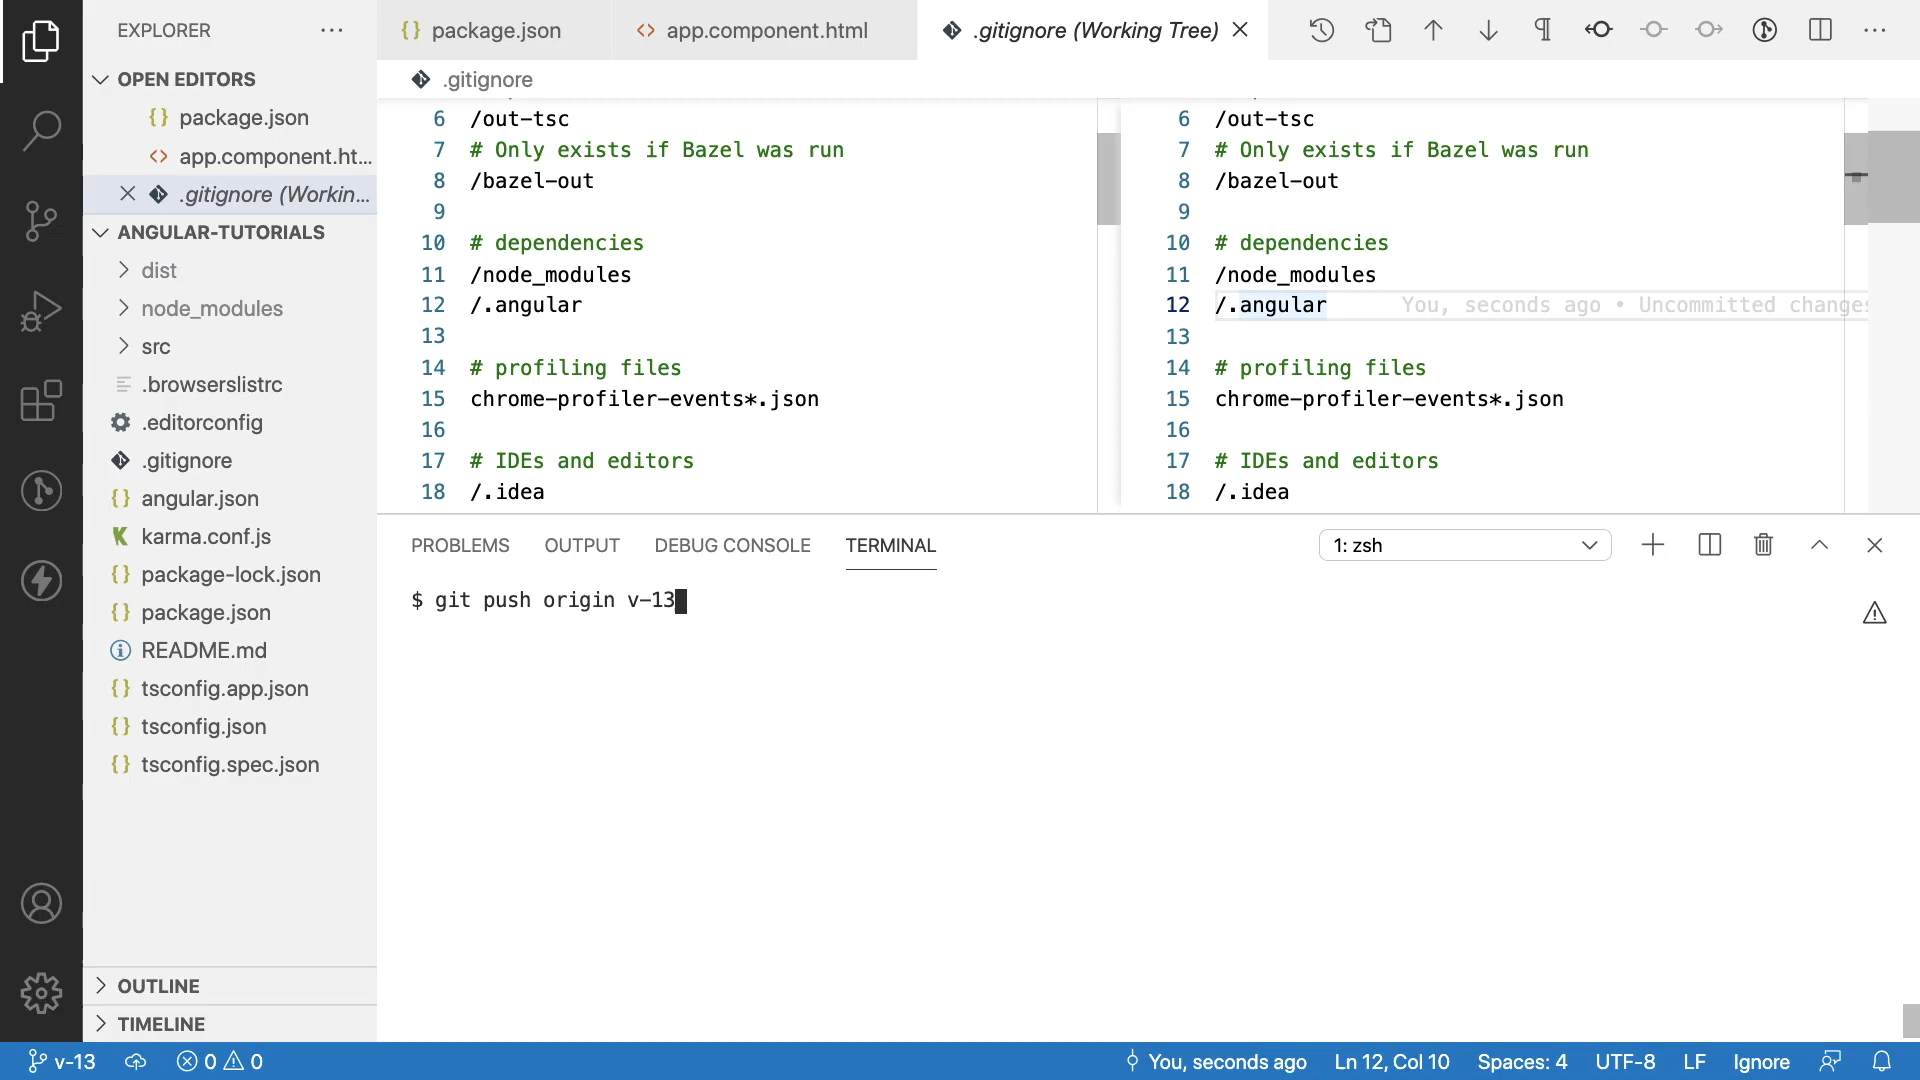 EXPLORER
OPEN EDITORS
package.json
app.component.ht...
.gitignore (Workin...
ANGULAR-TUTORIALS
dist
node_modules
src
.browserslistrc
.editorconfig
.gitignore
angular.json
karma.conf.js
package-lock.json
package.json
README.md
tsconfig.app.json
tsconfig.json
tsconfig.spec.json
OUTLINE
TIMELINE
package.json
app.component.html
.gitignore (Working Tree)
.gitignore
6 /out-tsc
7 # Only exists if Bazel was run
8 /bazel-out
9
10 # dependencies
11 /node_modules
12 /.angular
13
14 # profiling files
15 chrome-profiler-events*.json
16
17 # IDEs and editors
18 /.idea
6 /out-tsc
7 # Only exists if Bazel was run
8 /bazel-out
9
10 # dependencies
11 /node_modules
12 /.angular You, seconds ago • Uncommitted changes
13
14 # profiling files
15 chrome-profiler-events*.json
16
17 # IDEs and editors
18 /.idea
PROBLEMS OUTPUT DEBUG CONSOLE TERMINAL
1: zsh
$ git push origin v-13
v-13 0 0 You, seconds ago Ln 12, Col 10 Spaces: 4 UTF-8 LF Ignore